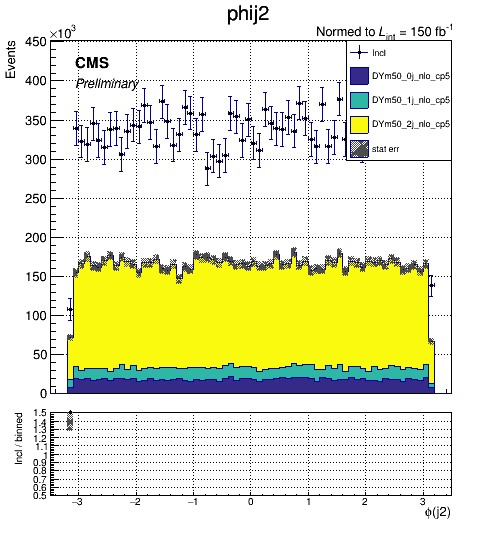 phij2
Normed to L_int = 150 fb⁻¹
×10³
Events
450
400
350
300
250
200
150
100
50
0
CMS
Preliminary
Incl
DYm50_0j_nlo_cp5
DYm50_1j_nlo_cp5
DYm50_2j_nlo_cp5
stat err
Incl / binned
1.5
1.4
1.3
1.2
1.1
1
0.9
0.8
0.7
0.6
0.5
−3 −2 −1 0 1 2 3
ϕ(j2)